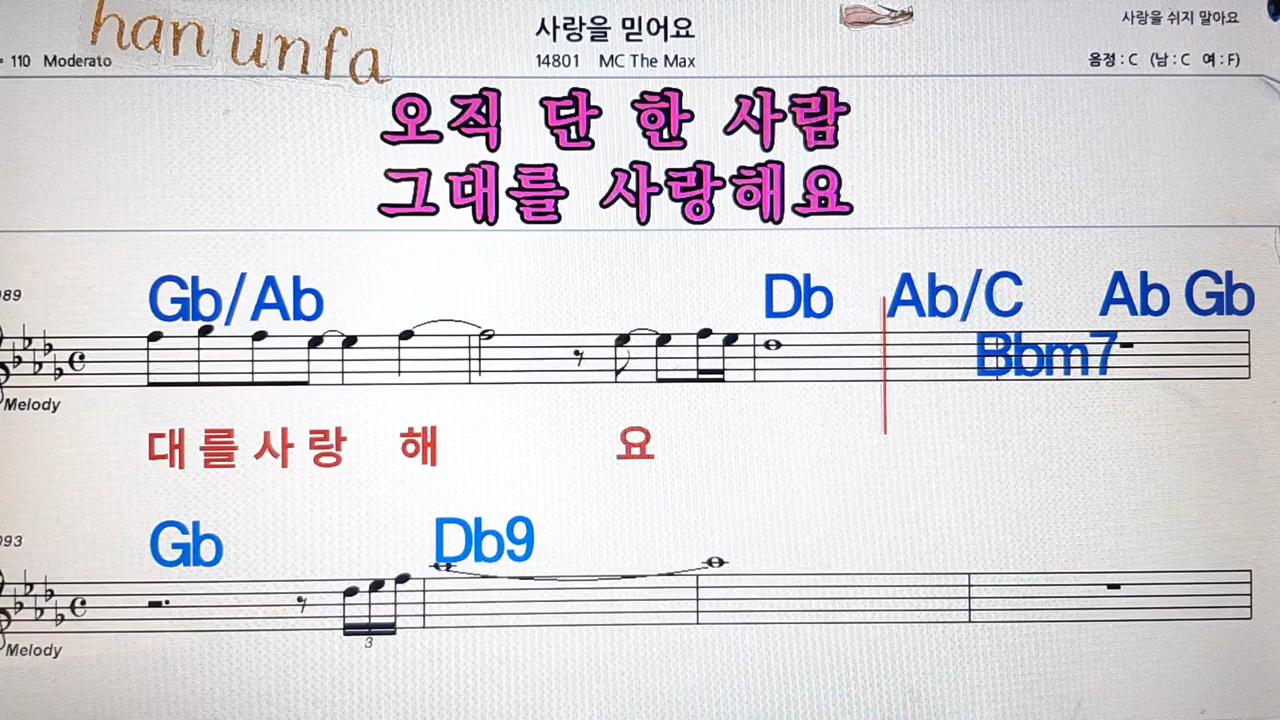 han unfa
사랑을 믿어요
사랑을 쉬지 말아요
= 110 Moderato
14801 MC The Max
음정 : C (남 : C 여 : F)
오직 단 한 사람
그대를 사랑해요
Gb/Ab Db Ab/C Ab Gb
Bbm7
Melody
대 를 사 랑 해 요
Gb Db9
3
Melody